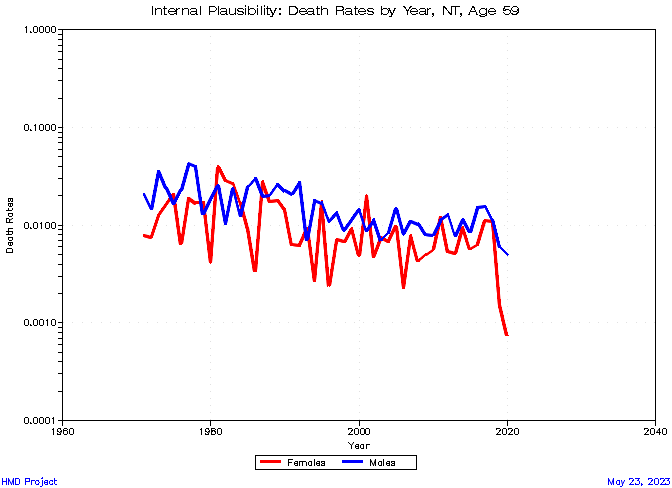 Internal Plausibility: Death Rates by Year, NT, Age 59
1.0000
0.1000
0.0100
0.0010
0.0001
Death Rates
1960
1980
2000
2020
2040
Year
Females
Males
HMD Project
May 23, 2023